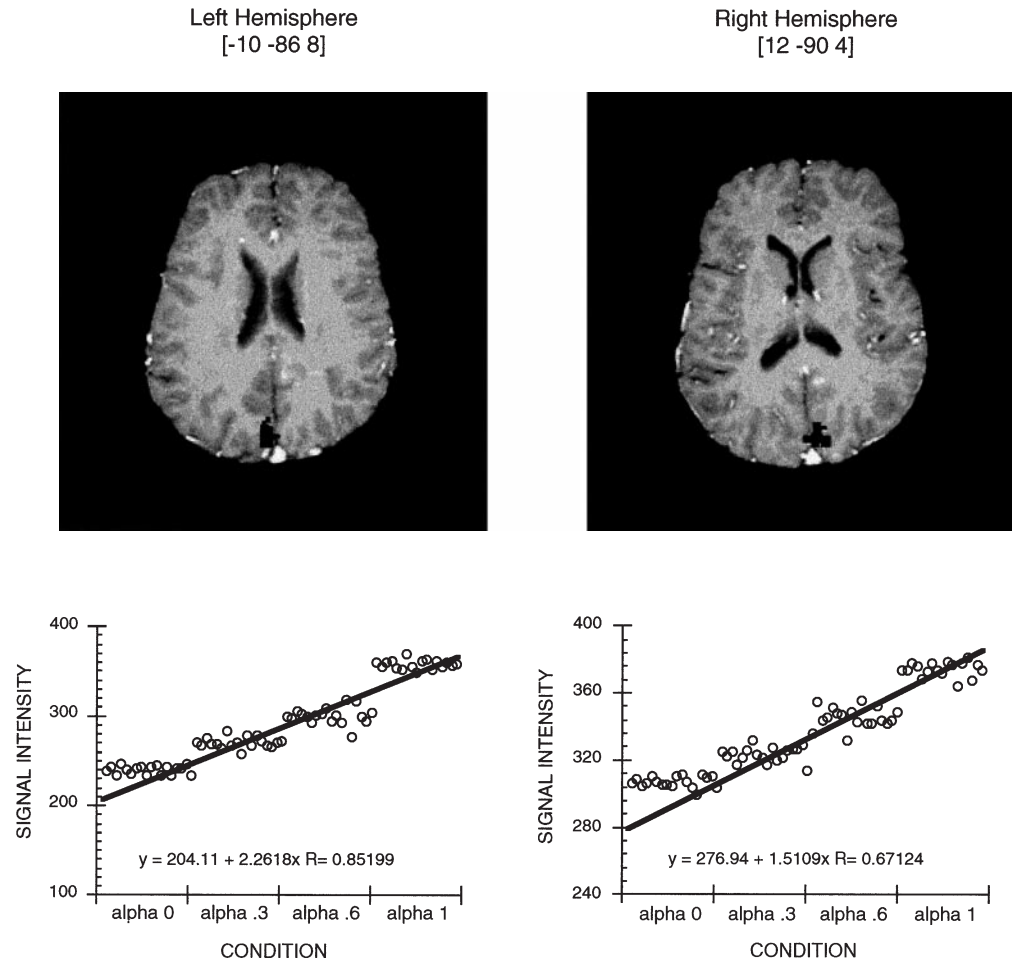 Left Hemisphere
[-10 -86 8]
Right Hemisphere
[12 -90 4]
SIGNAL INTENSITY
400
300
200
100
y = 204.11 + 2.2618x R= 0.85199
alpha 0
alpha .3
alpha .6
alpha 1
CONDITION
SIGNAL INTENSITY
400
360
320
280
240
y = 276.94 + 1.5109x R= 0.67124
alpha 0
alpha .3
alpha .6
alpha 1
CONDITION